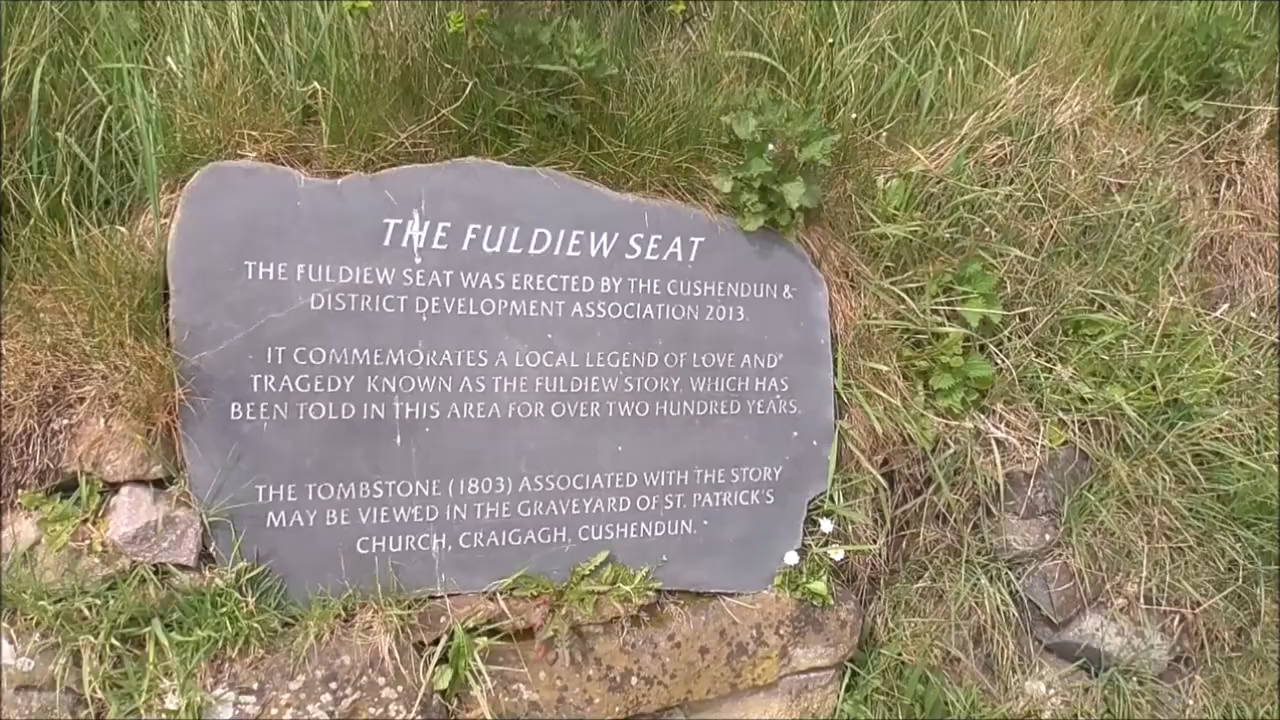 THE FULDIEW SEAT
THE FULDIEW SEAT WAS ERECTED BY THE CUSHENDUN &
DISTRICT DEVELOPMENT ASSOCIATION 2013.
IT COMMEMORATES A LOCAL LEGEND OF LOVE AND
TRAGEDY KNOWN AS THE FULDIEW STORY, WHICH HAS
BEEN TOLD IN THIS AREA FOR OVER TWO HUNDRED YEARS.
THE TOMBSTONE (1803) ASSOCIATED WITH THE STORY
MAY BE VIEWED IN THE GRAVEYARD OF ST. PATRICK'S
CHURCH, CRAIGAGH, CUSHENDUN.